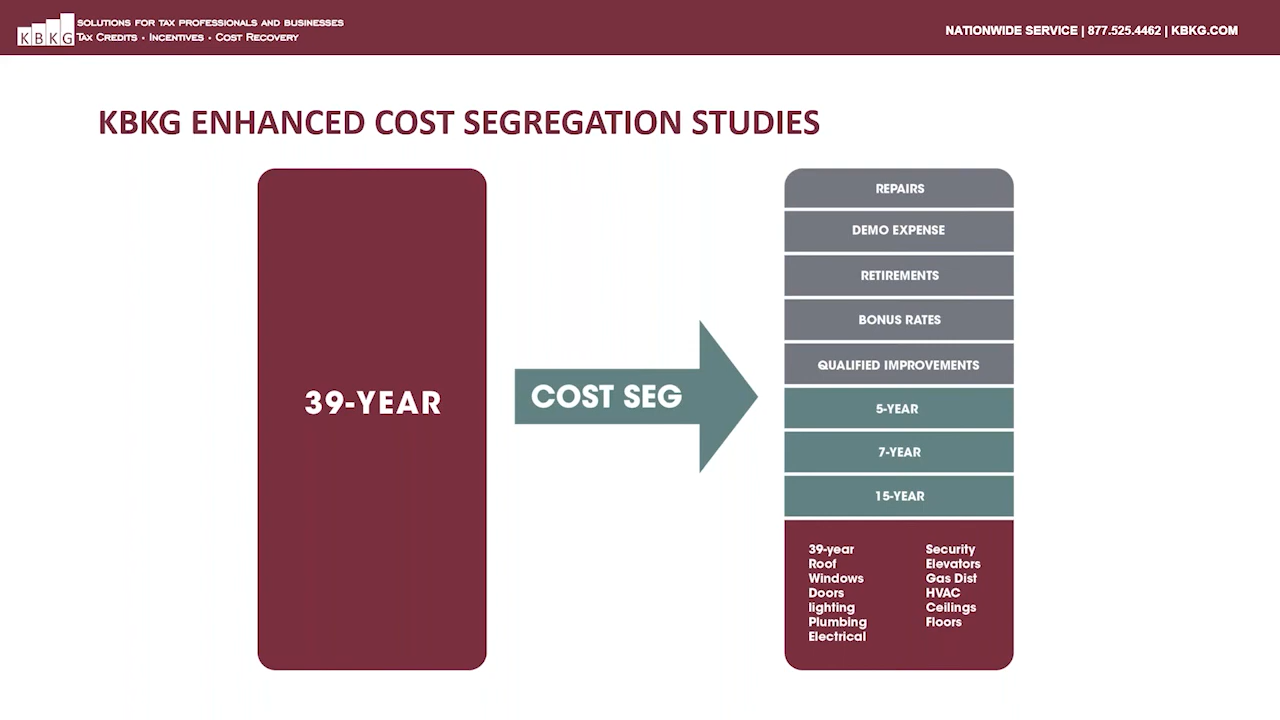 KBKG
SOLUTIONS FOR TAX PROFESSIONALS AND BUSINESSES
TAX CREDITS · INCENTIVES · COST RECOVERY
NATIONWIDE SERVICE | 877.525.4462 | KBKG.COM
KBKG ENHANCED COST SEGREGATION STUDIES
39-YEAR
COST SEG
REPAIRS
DEMO EXPENSE
RETIREMENTS
BONUS RATES
QUALIFIED IMPROVEMENTS
5-YEAR
7-YEAR
15-YEAR
39-year
Roof
Windows
Doors
lighting
Plumbing
Electrical
Security
Elevators
Gas Dist
HVAC
Ceilings
Floors